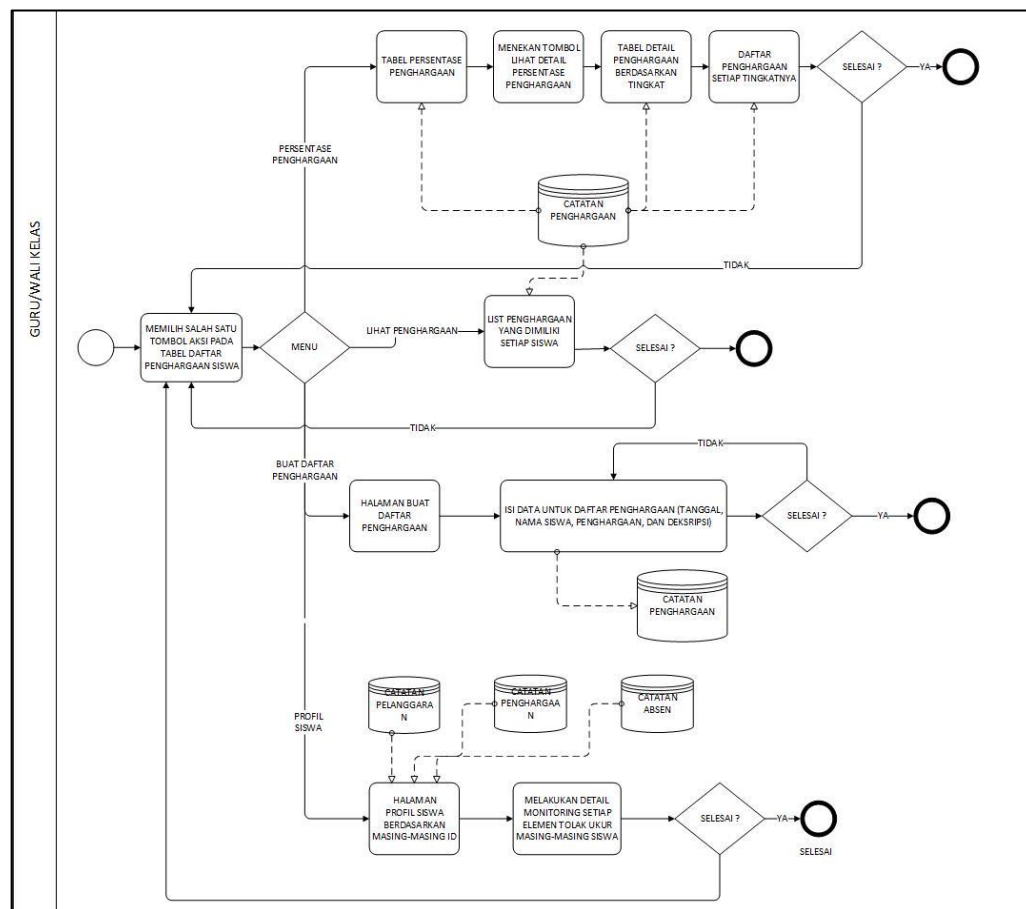 GURU/WALI KELAS
TABEL PERSENTASE
PENGHARGAAN
MENEKAN TOMBOL
LIHAT DETAIL
PERSENTASE
PENGHARGAAN
TABEL DETAIL
PENGHARGAAN
BERDASARKAN
TINGKAT
DAFTAR
PENGHARGAAN
SETIAP TINGKATNYA
SELESAI ?
YA
PERSENTASE
PENGHARGAAN
CATATAN
PENGHARGAAN
TIDAK
MEMILIH SALAH SATU
TOMBOL AKSI PADA
TABEL DAFTAR
PENGHARGAAN SISWA
MENU
LIHAT PENGHARGAAN
LIST PENGHARGAAN
YANG DIMILIKI
SETIAP SISWA
SELESAI ?
TIDAK
BUAT DAFTAR
PENGHARGAAN
HALAMAN BUAT
DAFTAR
PENGHARGAAN
TIDAK
ISI DATA UNTUK DAFTAR PENGHARGAAN (TANGGAL,
NAMA SISWA, PENGHARGAAN, DAN DEKSRIPSI)
SELESAI ?
YA
CATATAN
PENGHARGAAN
PROFIL
SISWA
CATATAN
PELANGGARA
N
CATATAN
PENGHARGAA
N
CATATAN
ABSEN
HALAMAN
PROFIL SISWA
BERDASARKAN
MASING-MASING ID
MELAKUKAN DETAIL
MONITORING SETIAP
ELEMEN TOLAK UKUR
MASING-MASING SISWA
SELESAI ?
YA
SELESAI